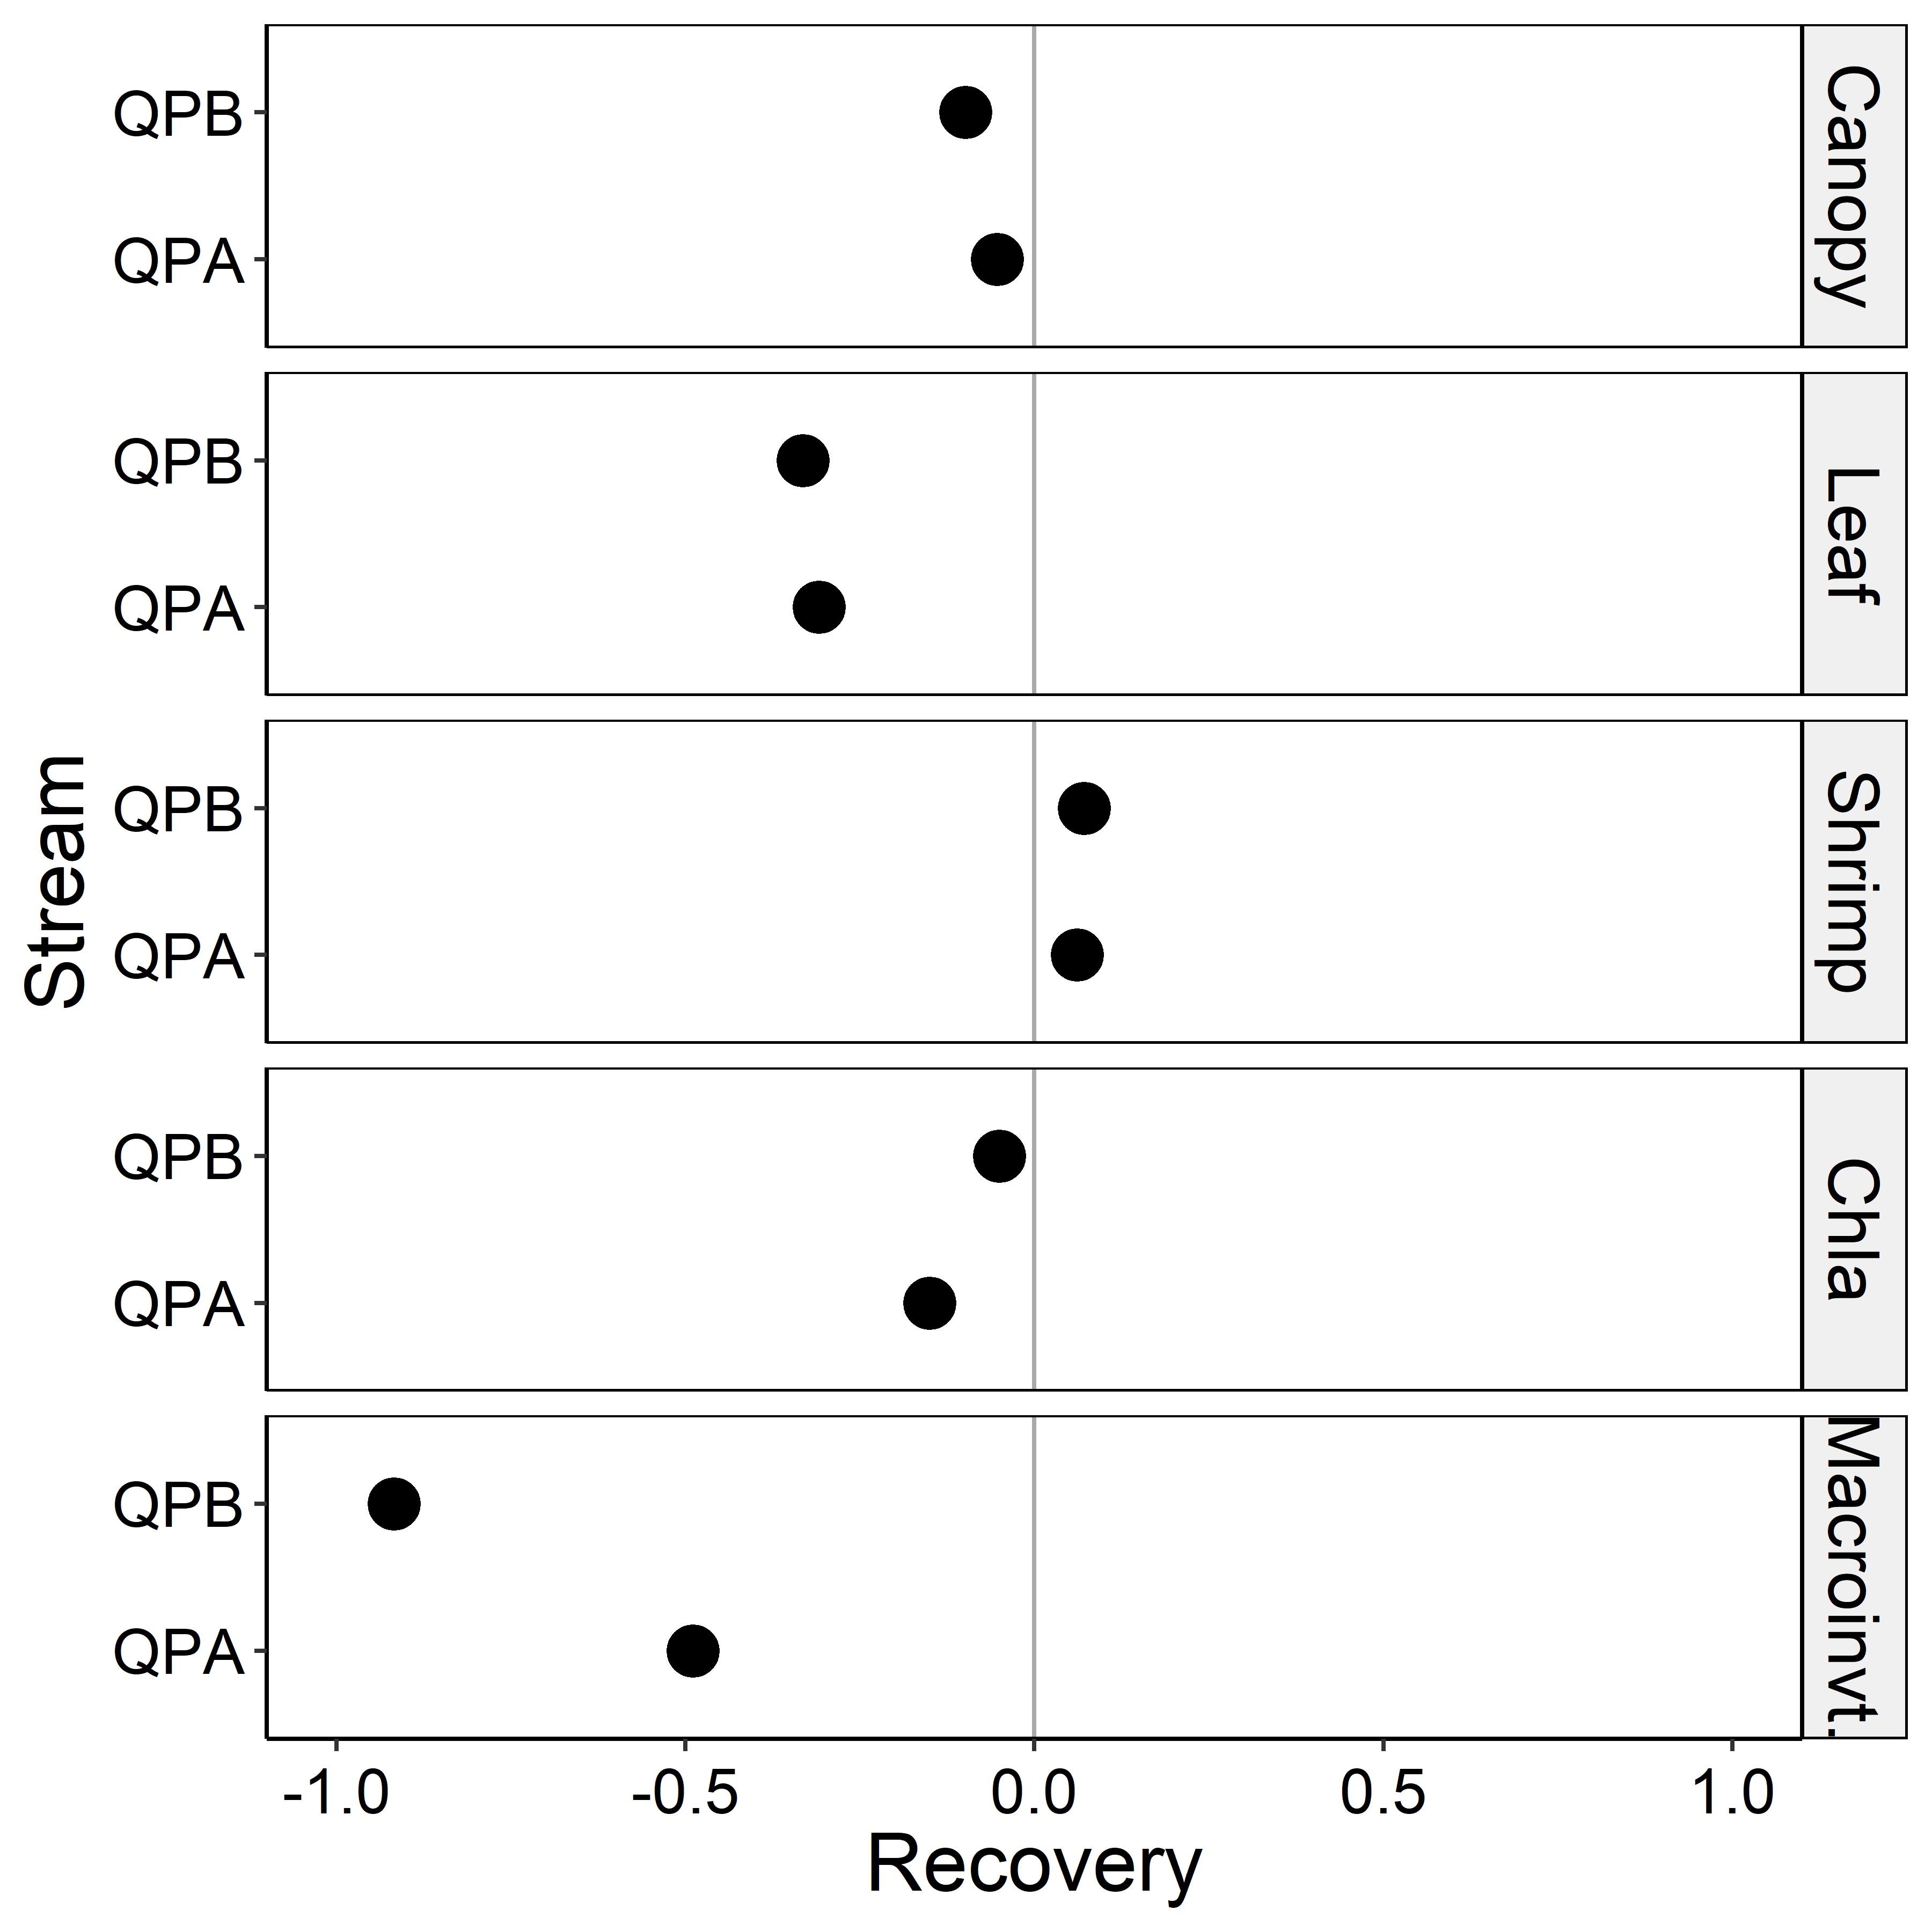 QPB
QPA
Canopy
QPB
QPA
Leaf
Stream
QPB
QPA
Shrimp
QPB
QPA
Chla
QPB
QPA
Macroinvt.
-1.0 -0.5 0.0 0.5 1.0
Recovery